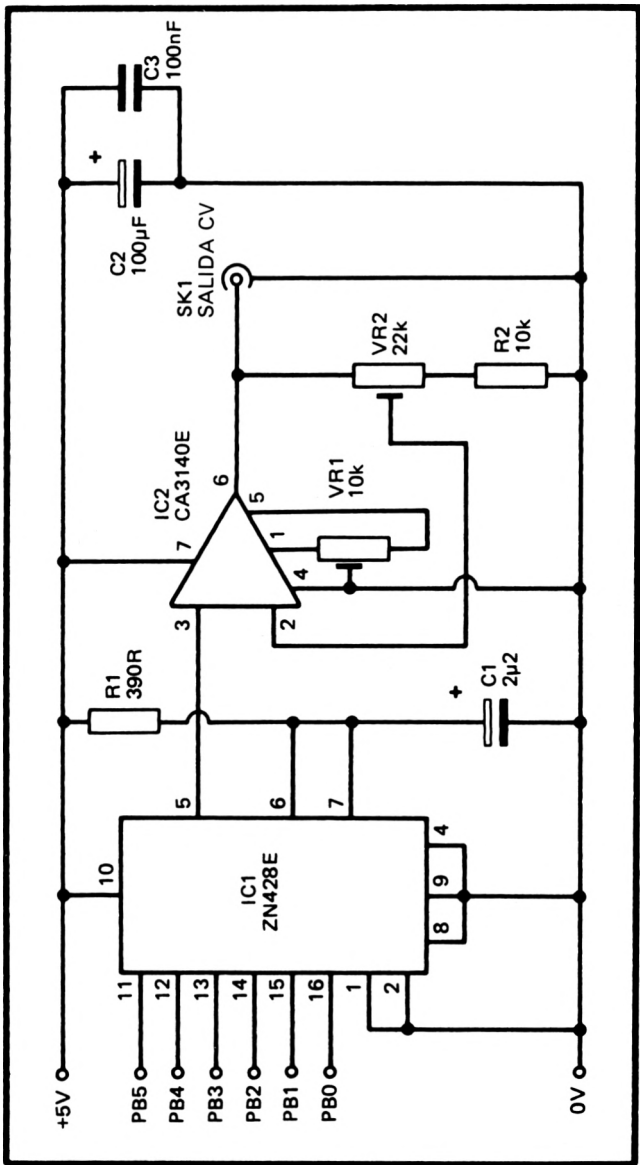 +5V
PB5
PB4
PB3
PB2
PB1
PB0
0V
11
12
13
14
15
16
1
2
10
IC1
ZN428E
5
6
7
8
9
4
R1
390R
+
C1
2µ2
IC2
CA3140E
3
2
7
6
5
1
4
VR1
10k
SK1
SALIDA CV
VR2
22k
R2
10k
+
C2
100µF
C3
100nF